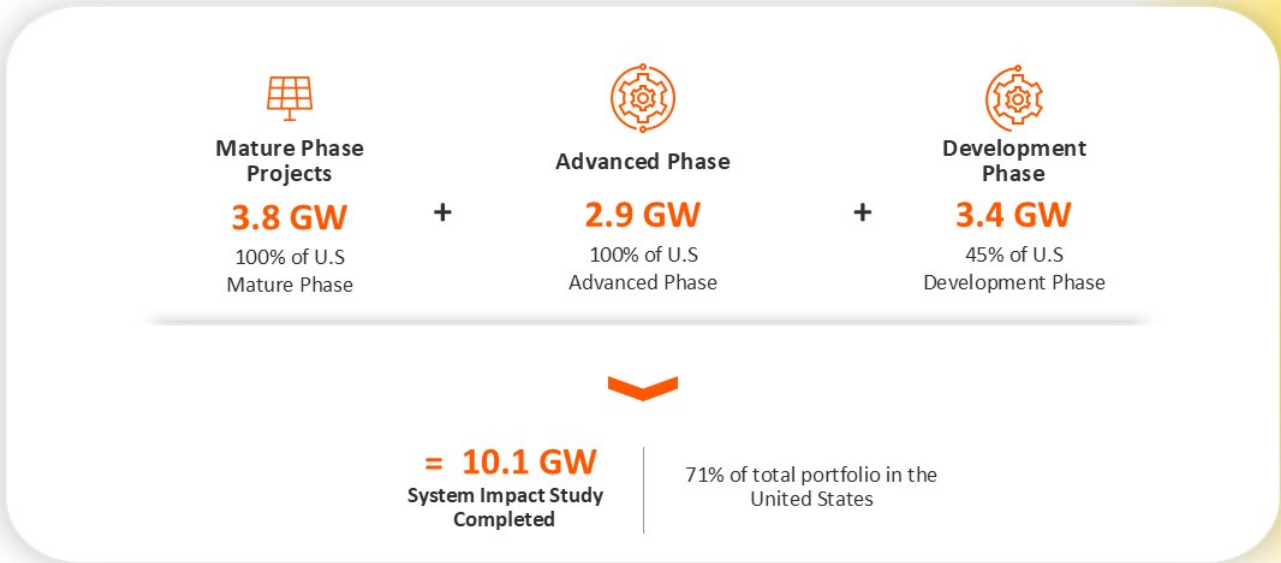 Mature Phase
Projects
3.8 GW
100% of U.S
Mature Phase
+
Advanced Phase
2.9 GW
100% of U.S
Advanced Phase
+
Development
Phase
3.4 GW
45% of U.S
Development Phase
= 10.1 GW
System Impact Study
Completed
71% of total portfolio in the
United States